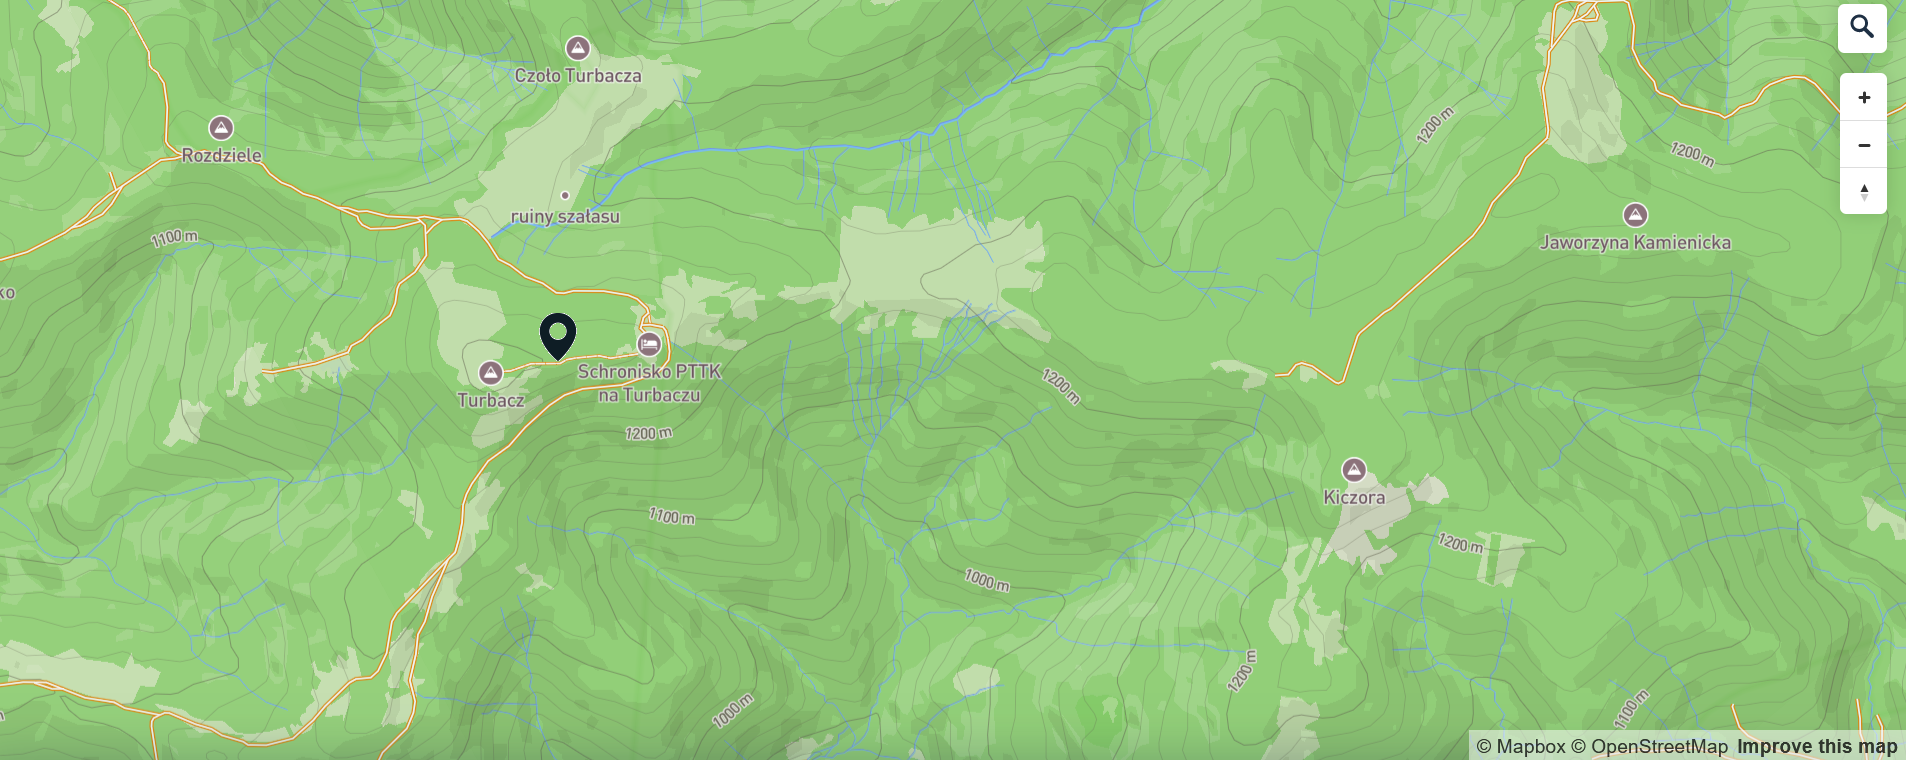 Czoło Turbacza
1200 m
Rozdziele
1200 m
ruiny szałasu
1100 m
Jaworzyna Kamienicka
ko
Schronisko PTTK
na Turbaczu
Turbacz
1200 m
1200 m
Kiczora
1100 m
1200 m
1000 m
1200 m
1000 m
1100 m
© Mapbox © OpenStreetMap Improve this map